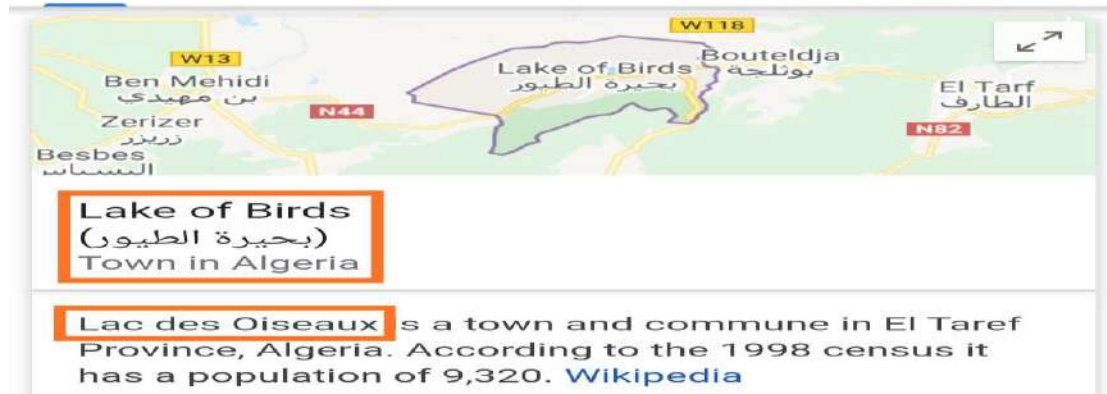 W118
W13
Bouteldja
بوثلجة
Lake of Birds
بحيرة الطيور
Ben Mehidi
بن مهيدي
El Tarf
الطارف
N44
Zerizer
زريزر
N82
Besbes
البسباس
Lake of Birds
(بحيرة الطيور)
Town in Algeria
Lac des Oiseaux s a town and commune in El Taref
Province, Algeria. According to the 1998 census it
has a population of 9,320. Wikipedia